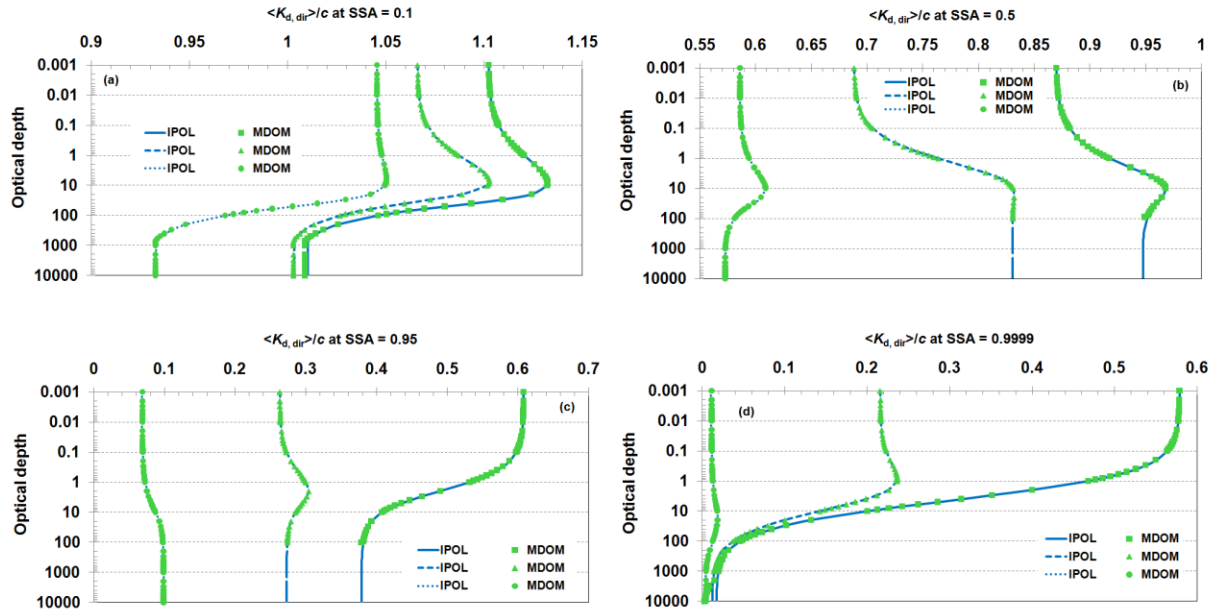 <K_d, dir>/c at SSA = 0.1
0.9 0.95 1 1.05 1.1 1.15
Optical depth
0.001
0.01
0.1
1
10
100
1000
10000
(a)
IPOL MDOM
IPOL MDOM
IPOL MDOM
<K_d, dir>/c at SSA = 0.5
0.55 0.6 0.65 0.7 0.75 0.8 0.85 0.9 0.95 1
Optical depth
0.001
0.01
0.1
1
10
100
1000
10000
(b)
IPOL MDOM
IPOL MDOM
IPOL MDOM
<K_d, dir>/c at SSA = 0.95
0 0.1 0.2 0.3 0.4 0.5 0.6 0.7
Optical depth
0.001
0.01
0.1
1
10
100
1000
10000
(c)
IPOL MDOM
IPOL MDOM
IPOL MDOM
<K_d, dir>/c at SSA = 0.9999
0 0.1 0.2 0.3 0.4 0.5 0.6
Optical depth
0.001
0.01
0.1
1
10
100
1000
10000
(d)
IPOL MDOM
IPOL MDOM
IPOL MDOM